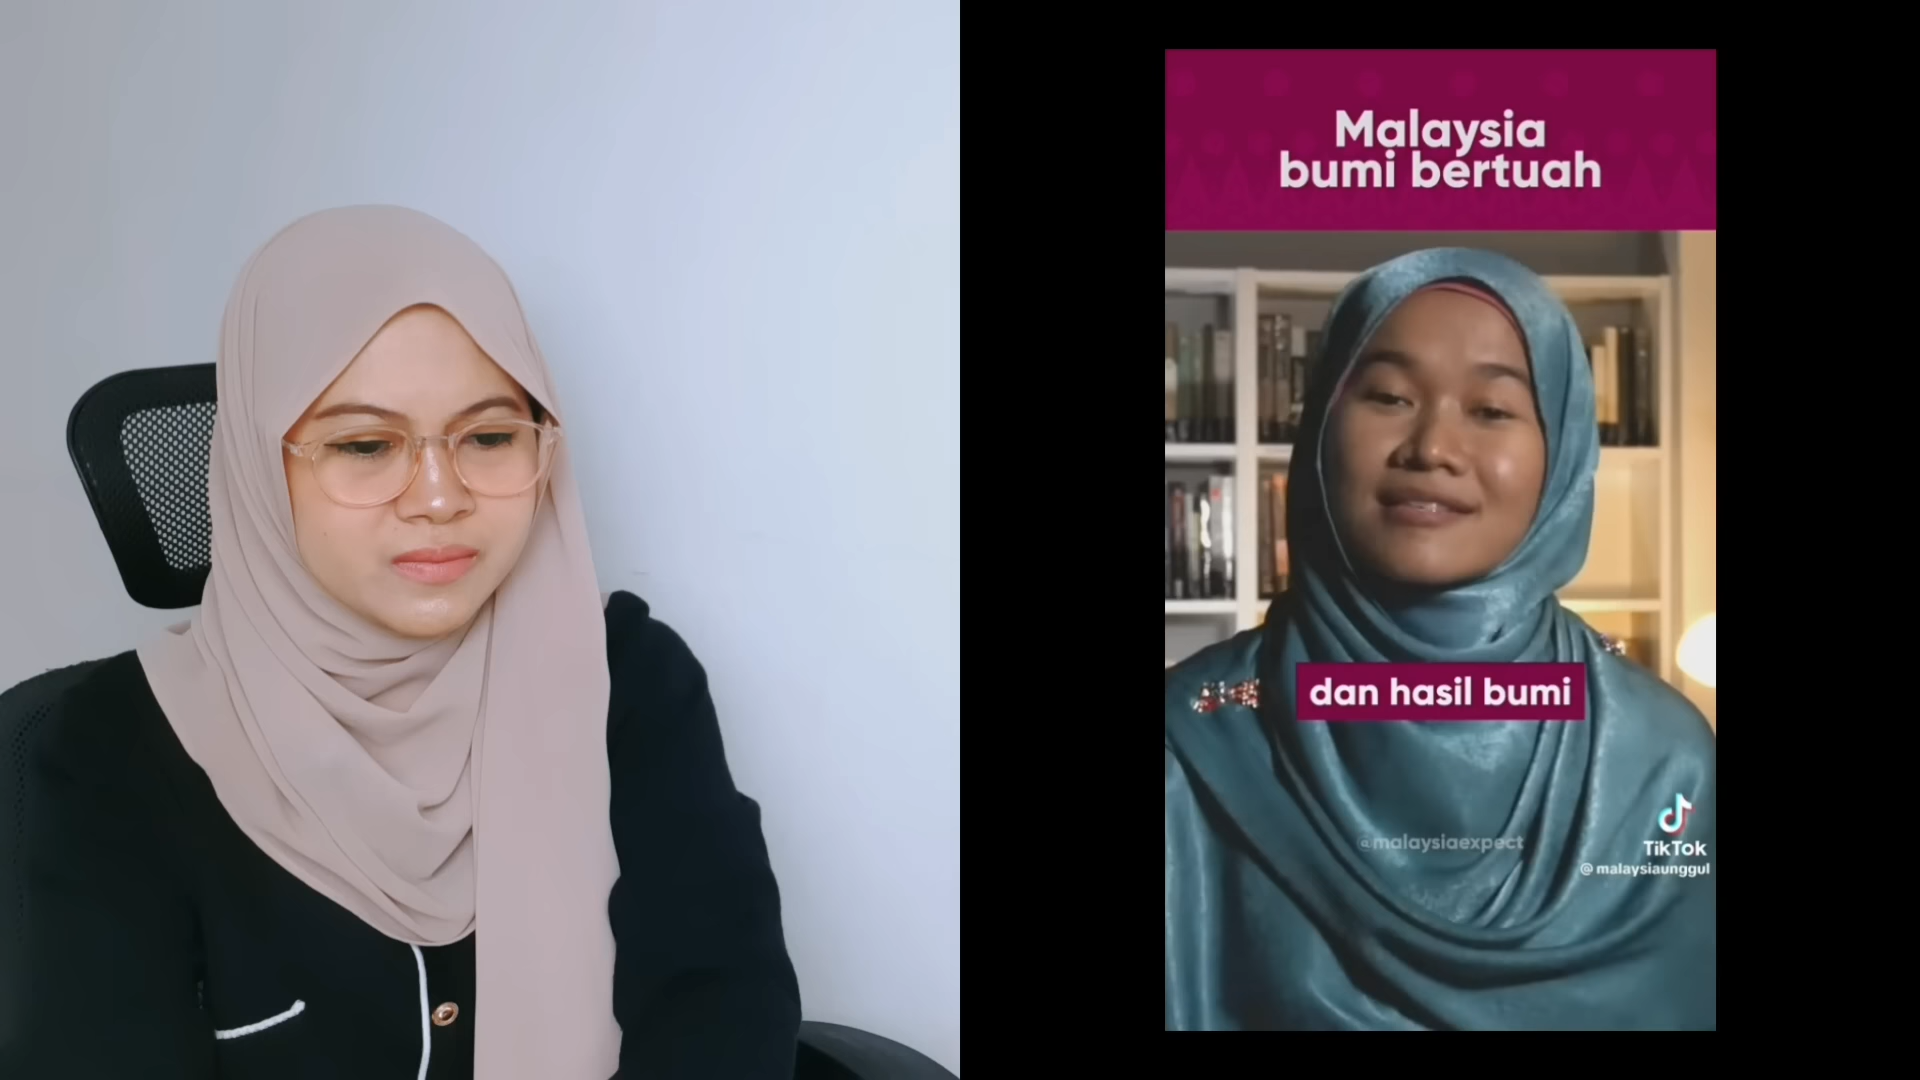 Malaysia
bumi bertuah
dan hasil bumi
@malaysiaexpect
TikTok
@malaysiaunggul